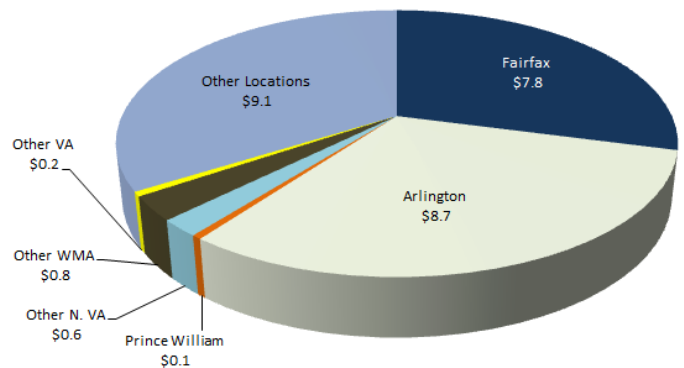 Fairfax
$7.8
Other Locations
$9.1
Other VA
$0.2
Arlington
$8.7
Other WMA
$0.8
Other N. VA
$0.6
Prince William
$0.1